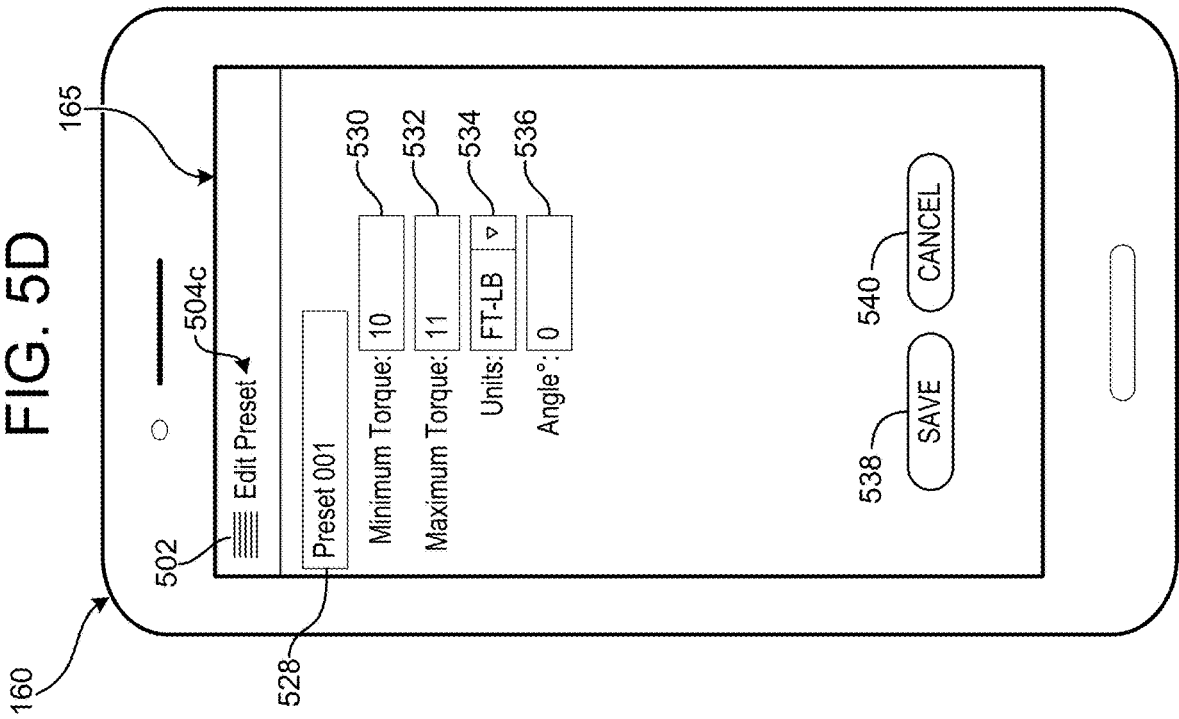 FIG. 5D
160
165
502
Edit Preset
504c
528
Preset 001
Minimum Torque: 10
530
Maximum Torque: 11
532
Units: FT-LB
534
Angle°: 0
536
538
SAVE
540
CANCEL